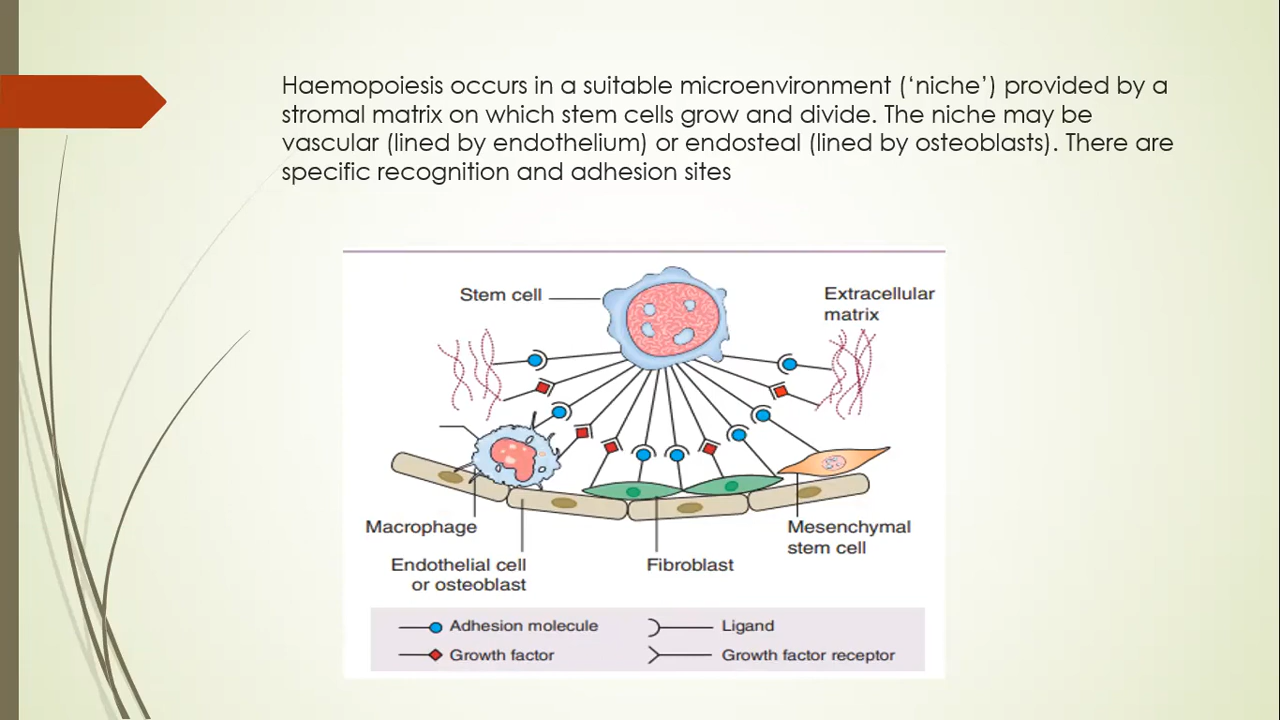 Haemopoiesis occurs in a suitable microenvironment (‘niche’) provided by a
stromal matrix on which stem cells grow and divide. The niche may be
vascular (lined by endothelium) or endosteal (lined by osteoblasts). There are
specific recognition and adhesion sites
Stem cell
Extracellular
matrix
Macrophage
Endothelial cell
or osteoblast
Fibroblast
Mesenchymal
stem cell
Adhesion molecule
Ligand
Growth factor
Growth factor receptor